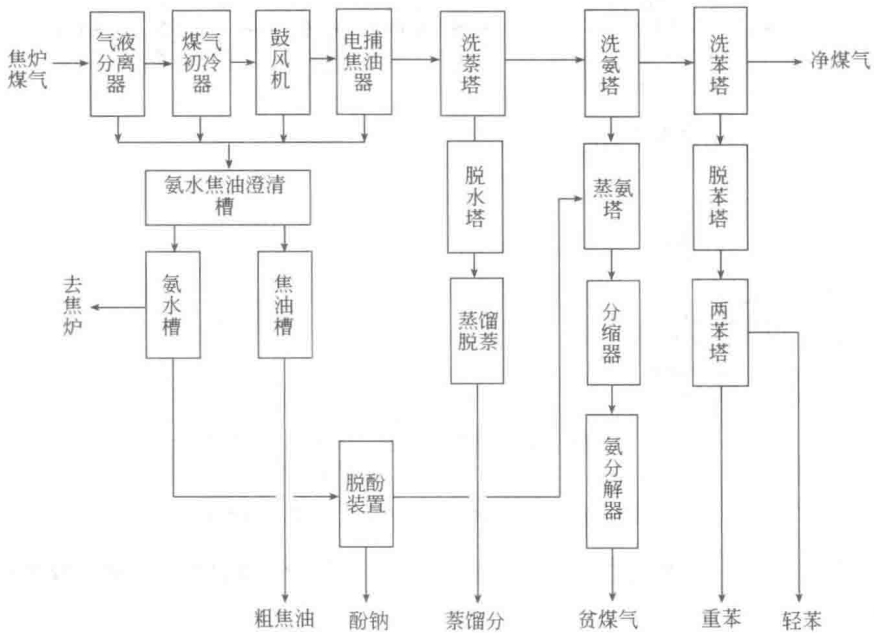 焦炉
煤气
气液
分离
器
煤气
初冷
器
鼓
风
机
电捕
焦油
器
洗
萘
塔
洗
氨
塔
洗
苯
塔
净煤气
氨水焦油澄清
槽
脱
水
塔
蒸氨
塔
脱
苯
塔
去
焦
炉
氨
水
槽
焦
油
槽
蒸馏
脱萘
分
缩
器
两
苯
塔
脱酚
装置
氨
分
解
器
粗焦油
酚钠
萘馏分
贫煤气
重苯
轻苯